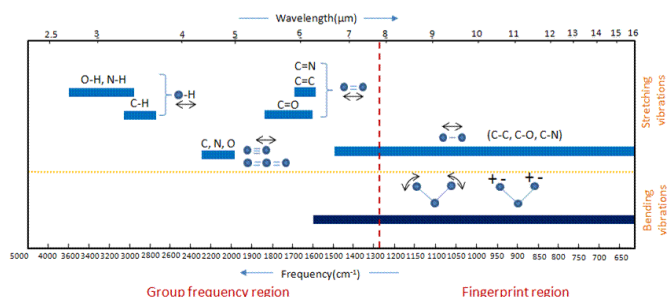 Wavelength(µm)
2.5 3 4 5 6 7 8 9 10 11 12 13 14 15 16
C=N
O-H, N-H
C=C
-H
C-H
C=O
(C-C, C-O, C-N)
C, N, O
Stretching vibrations
+ - + -
Bending vibrations
5000 3600 3400 3200 3000 2800 2600 2400 2200 2000 1900 1800 1700 1600 1500 1400 1300 1200 1100 1050 1000 950 900 850 800 750 700 650
Frequency(cm⁻¹)
Group frequency region Fingerprint region